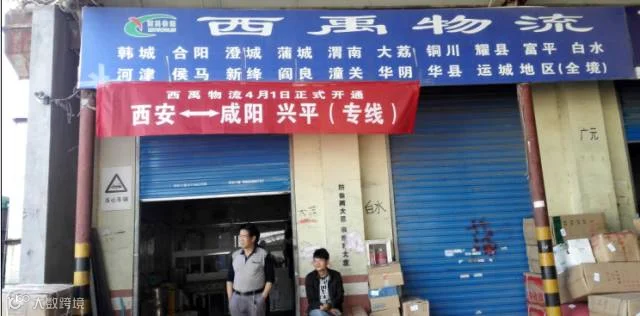 西禹物流
韩城 合阳 澄城 蒲城 渭南 大荔 铜川 耀县 富平 白水
河津 侯马 新绛 阎良 潼关 华阴 华县 运城地区(全境)
西禹物流4月1日正式开通
西安⟷咸阳 兴平(专线)
广元
大荔
白水
大数跨境